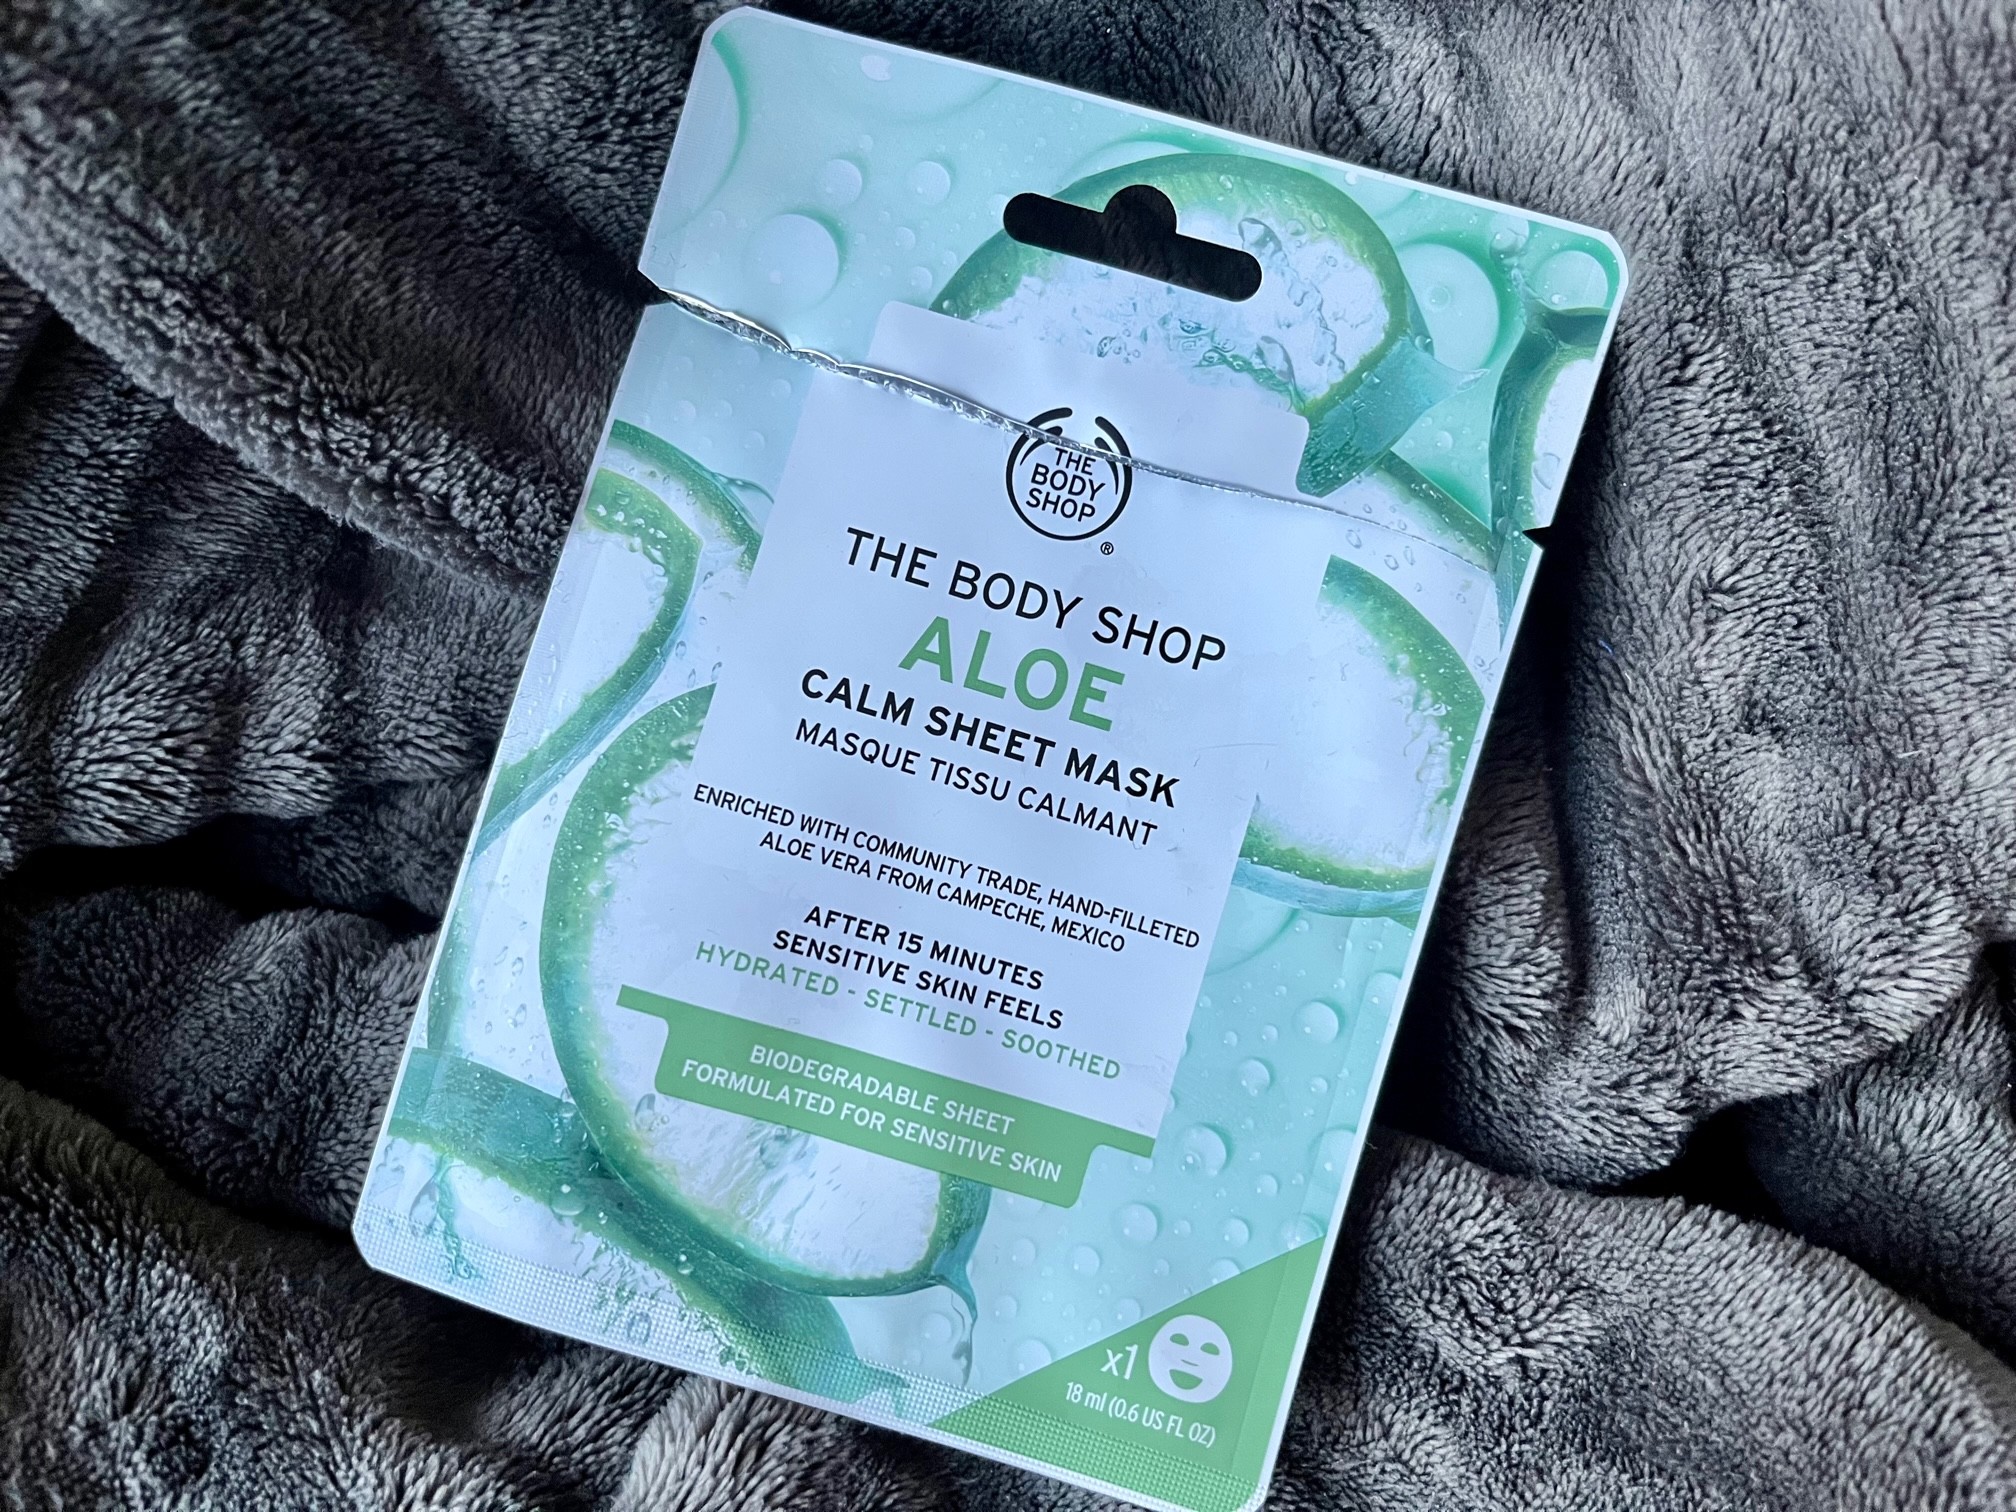 THE
BODY
SHOP
®
THE BODY SHOP
ALOE
CALM SHEET MASK
MASQUE TISSU CALMANT
ENRICHED WITH COMMUNITY TRADE, HAND-FILLETED
ALOE VERA FROM CAMPECHE, MEXICO
AFTER 15 MINUTES
SENSITIVE SKIN FEELS
HYDRATED - SETTLED - SOOTHED
BIODEGRADABLE SHEET
FORMULATED FOR SENSITIVE SKIN
x1
18 ml (0.6 US FL OZ)